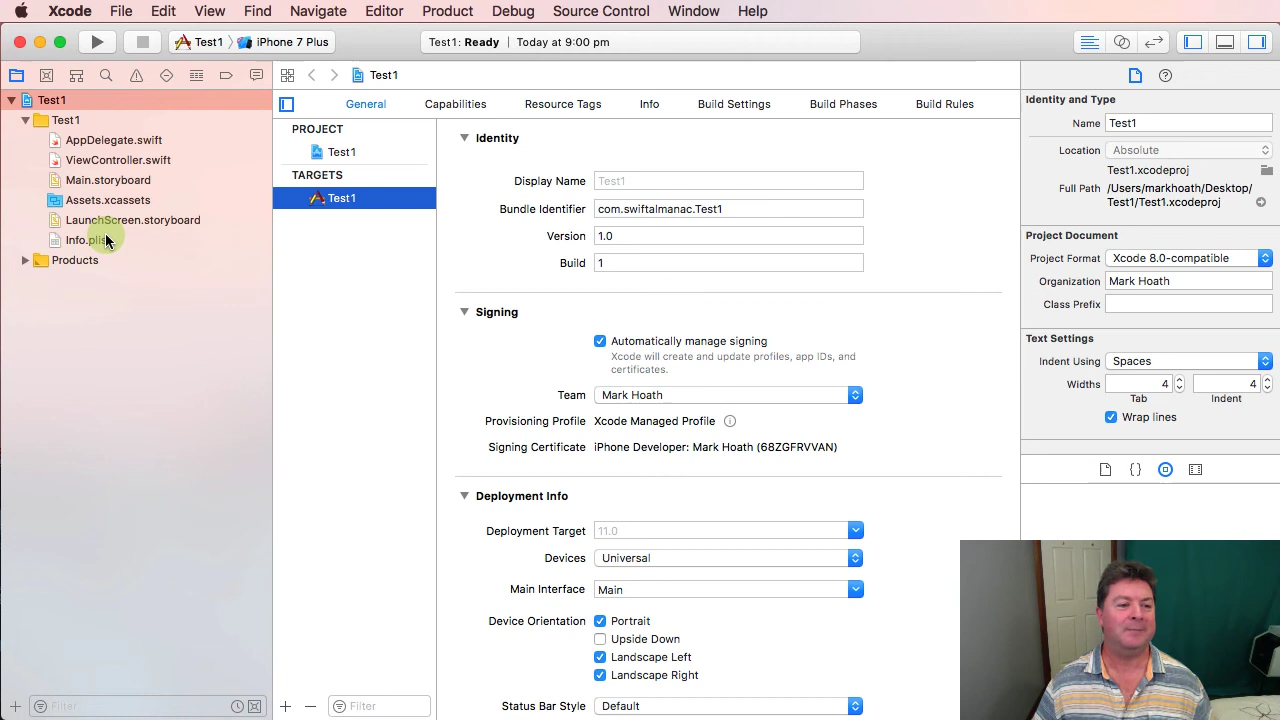 Xcode File Edit View Find Navigate Editor Product Debug Source Control Window Help
Test1 iPhone 7 Plus
Test1: Ready | Today at 9:00 pm
Test1
Test1
AppDelegate.swift
ViewController.swift
Main.storyboard
Assets.xcassets
LaunchScreen.storyboard
Info.plist
Products
Filter
Test1
General Capabilities Resource Tags Info Build Settings Build Phases Build Rules
PROJECT
Test1
TARGETS
Test1
Filter
Identity
Display Name Test1
Bundle Identifier com.swiftalmanac.Test1
Version 1.0
Build 1
Signing
Automatically manage signing
Xcode will create and update profiles, app IDs, and
certificates.
Team Mark Hoath
Provisioning Profile Xcode Managed Profile
Signing Certificate iPhone Developer: Mark Hoath (68ZGFRVVAN)
Deployment Info
Deployment Target 11.0
Devices Universal
Main Interface Main
Device Orientation Portrait
Upside Down
Landscape Left
Landscape Right
Status Bar Style Default
Identity and Type
Name Test1
Location Absolute
Test1.xcodeproj
Full Path /Users/markhoath/Desktop/
Test1/Test1.xcodeproj
Project Document
Project Format Xcode 8.0-compatible
Organization Mark Hoath
Class Prefix
Text Settings
Indent Using Spaces
Widths 4 4
Tab Indent
Wrap lines